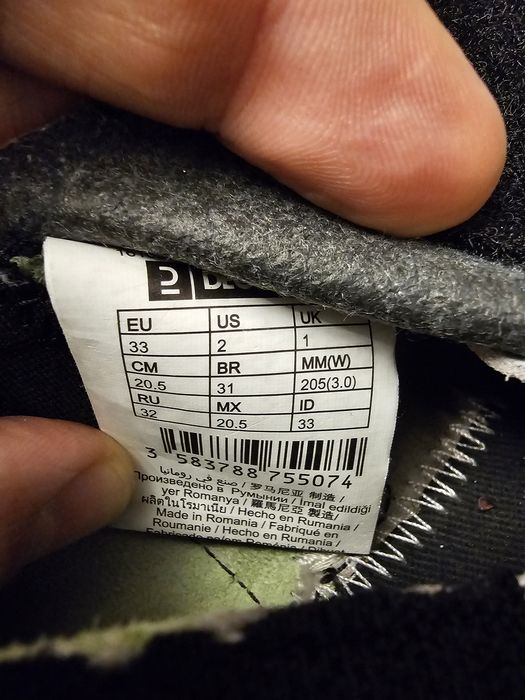 DEC
EU US UK
33 2 1
CM BR MM(W)
20.5 31 205(3.0)
RU MX ID
32 20.5 33
3 583788 755074
صنع في رومانيا / 罗马尼亚 制造 /
Произведено в Румынии / Imal edildiği
yer Romanya / 羅馬尼亞 製造 /
ผลิตในโรมาเนีย / Hecho en Rumania /
Made in Romania / Fabriqué en
Roumanie / Hecho en Rumanía /